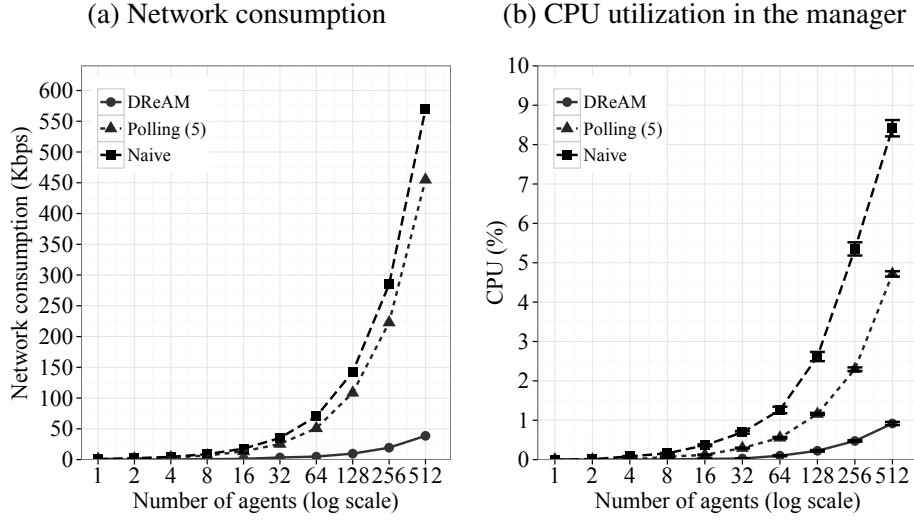 (a) Network consumption
Network consumption (Kbps)
600
550
500
450
400
350
300
250
200
150
100
50
0
DReAM
Polling (5)
Naive
1 2 4 8 16 32 64 128 256 512
Number of agents (log scale)
(b) CPU utilization in the manager
CPU (%)
10
9
8
7
6
5
4
3
2
1
0
DReAM
Polling (5)
Naive
1 2 4 8 16 32 64 128 256 512
Number of agents (log scale)